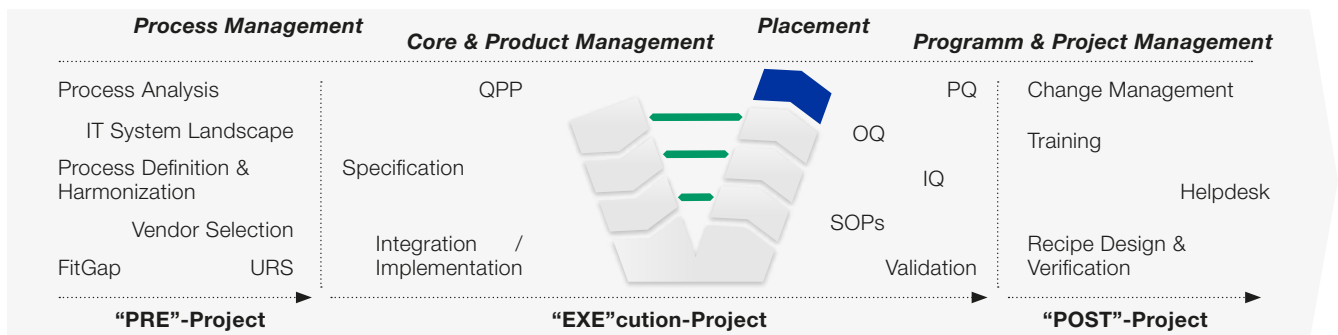 Process Management
Core & Product Management
Placement
Programm & Project Management
Process Analysis
IT System Landscape
Process Definition &
Harmonization
Vendor Selection
FitGap URS
QPP
Specification
Integration /
Implementation
PQ
OQ
IQ
SOPs
Validation
Change Management
Training
Helpdesk
Recipe Design &
Verification
“PRE”-Project
“EXE”cution-Project
“POST”-Project